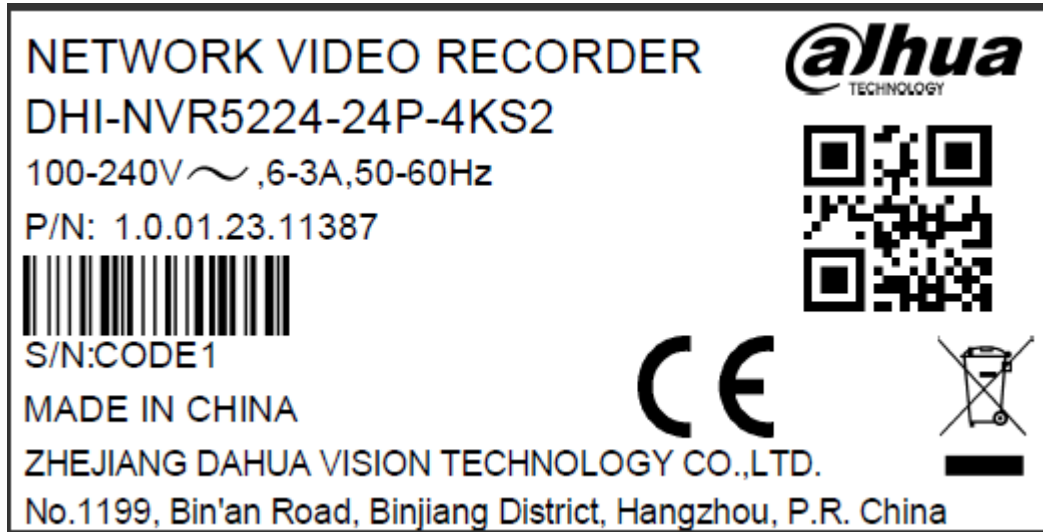 NETWORK VIDEO RECORDER
alhua
TECHNOLOGY
DHI-NVR5224-24P-4KS2
100-240V～,6-3A,50-60Hz
P/N: 1.0.01.23.11387
S/N:CODE1
MADE IN CHINA
CE
ZHEJIANG DAHUA VISION TECHNOLOGY CO.,LTD.
No.1199, Bin'an Road, Binjiang District, Hangzhou, P.R. China